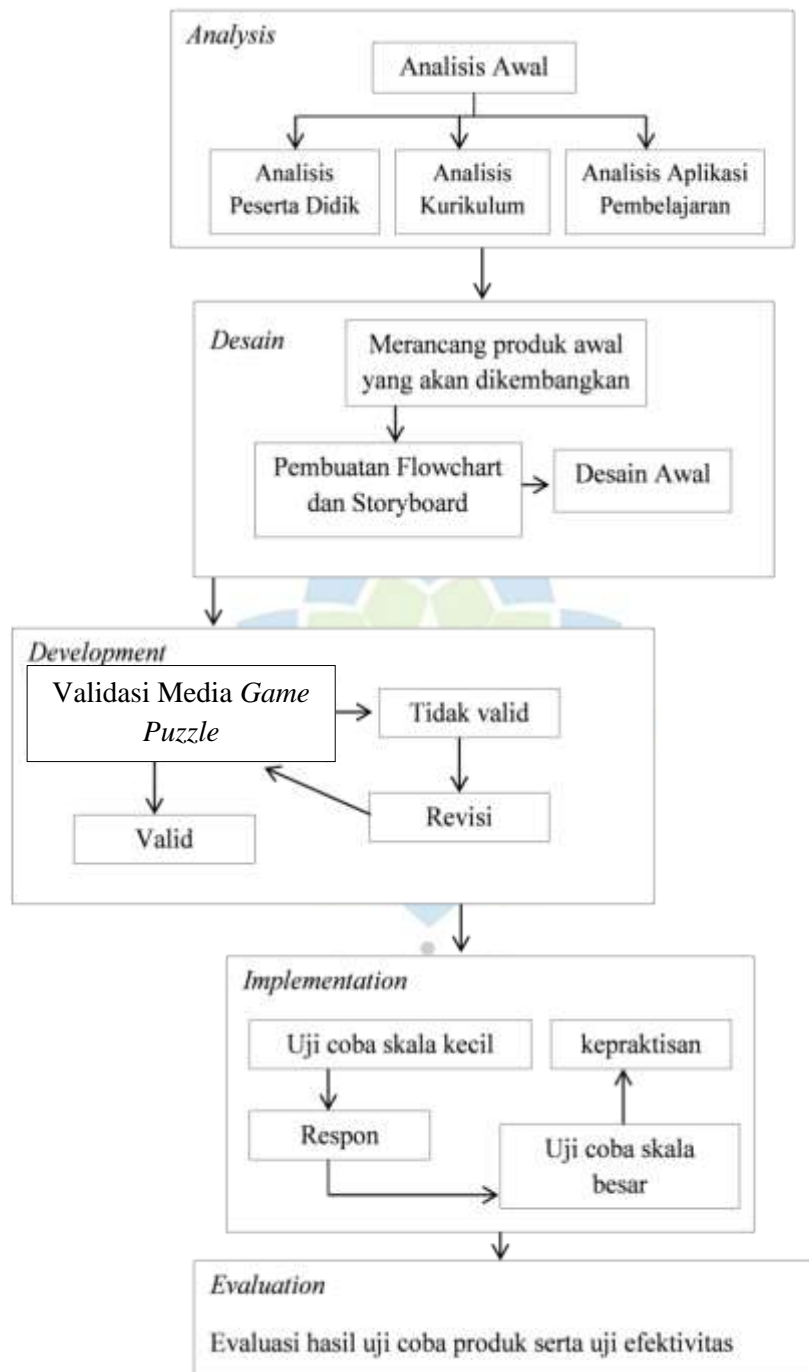 Analysis
Analisis Awal
Analisis
Peserta Didik
Analisis
Kurikulum
Analisis Aplikasi
Pembelajaran
Desain
Merancang produk awal
yang akan dikembangkan
Pembuatan Flowchart
dan Storyboard
Desain Awal
Development
Validasi Media Game
Puzzle
Tidak valid
Valid
Revisi
Implementation
Uji coba skala kecil
kepraktisan
Respon
Uji coba skala
besar
Evaluation
Evaluasi hasil uji coba produk serta uji efektivitas